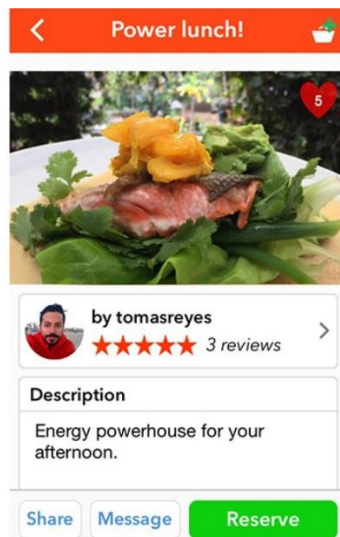 Power lunch!
5
by tomasreyes
3 reviews
Description
Energy powerhouse for your
afternoon.
Share Message Reserve